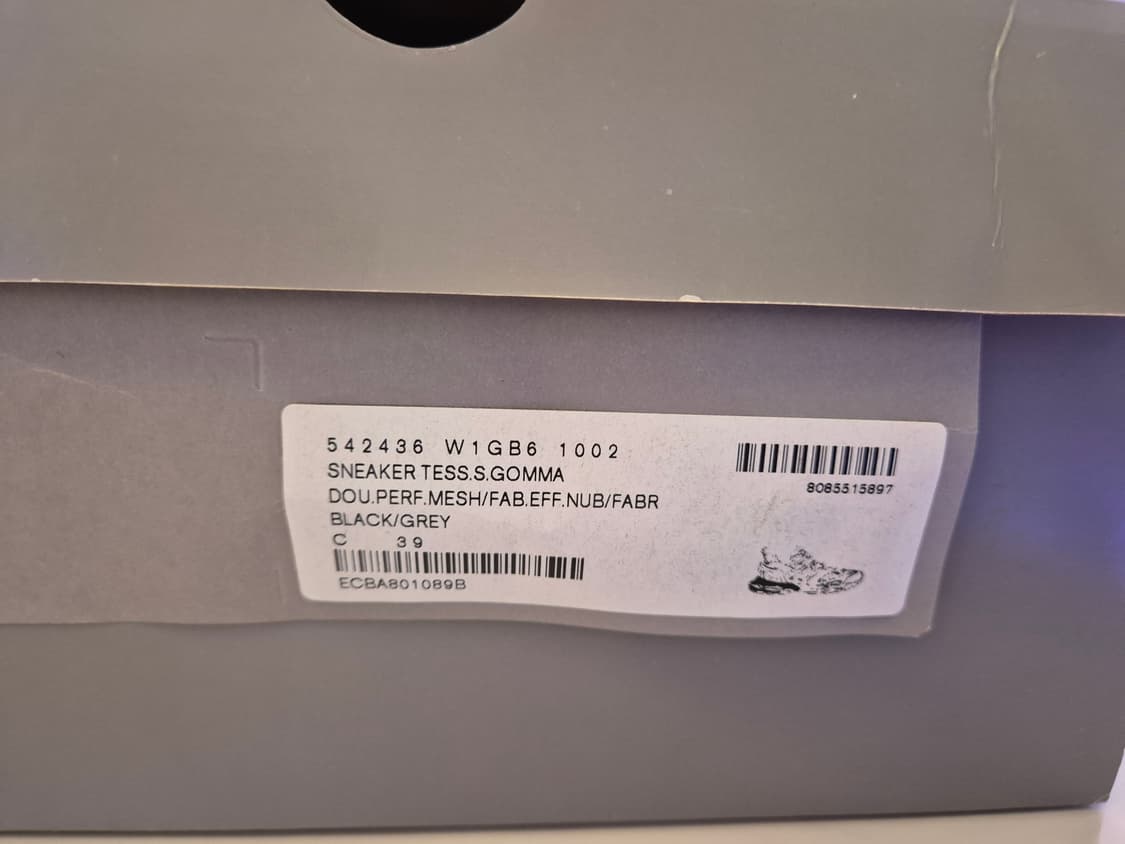 542436 W1GB6 1002
SNEAKER TESS.S.GOMMA
DOU.PERF.MESH/FAB.EFF.NUB/FABR
BLACK/GREY
C 39
ECBA801089B
8085515897